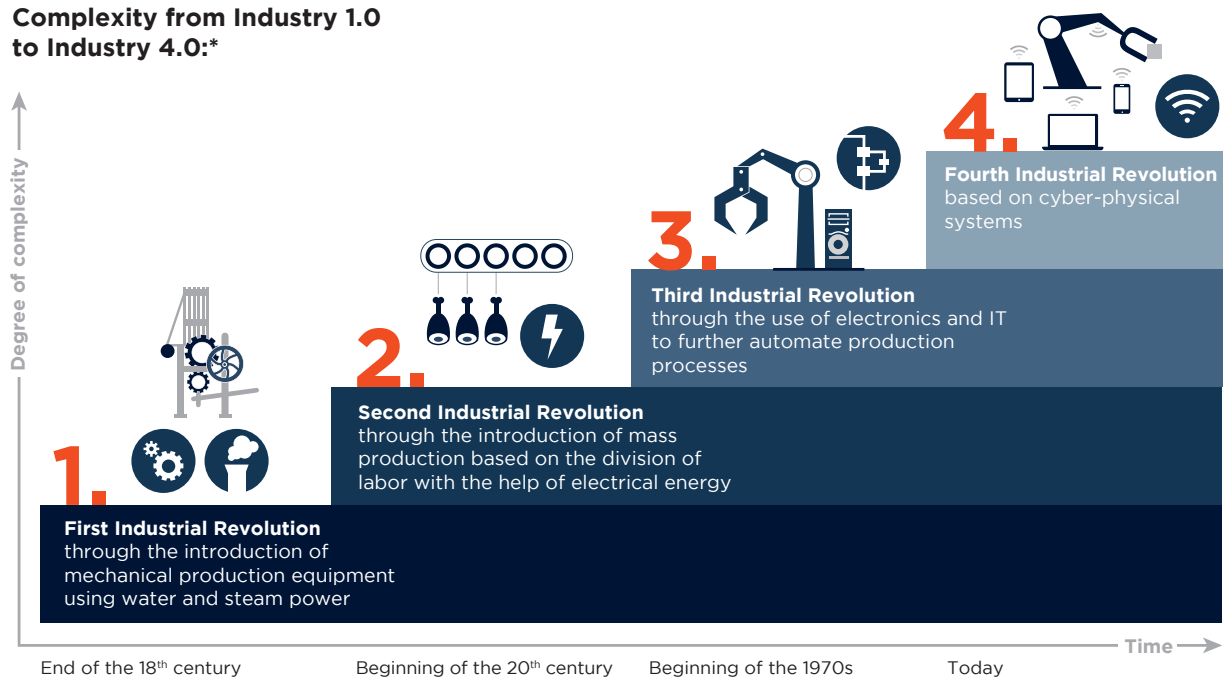 Complexity from Industry 1.0
to Industry 4.0:*
Degree of complexity
4.
Fourth Industrial Revolution
based on cyber-physical
systems
3.
Third Industrial Revolution
through the use of electronics and IT
to further automate production
processes
2.
Second Industrial Revolution
through the introduction of mass
production based on the division of
labor with the help of electrical energy
1.
First Industrial Revolution
through the introduction of
mechanical production equipment
using water and steam power
Time
End of the 18th century
Beginning of the 20th century
Beginning of the 1970s
Today